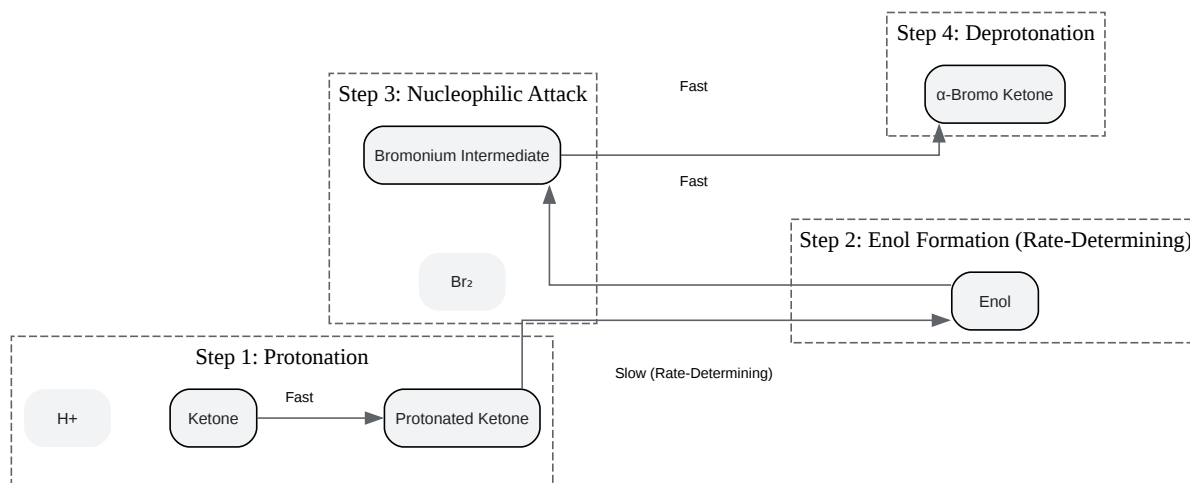 Step 4: Deprotonation
α-Bromo Ketone
Step 3: Nucleophilic Attack
Fast
Bromonium Intermediate
Fast
Step 2: Enol Formation (Rate-Determining)
Br₂
Enol
Step 1: Protonation
Slow (Rate-Determining)
H+
Ketone
Fast
Protonated Ketone